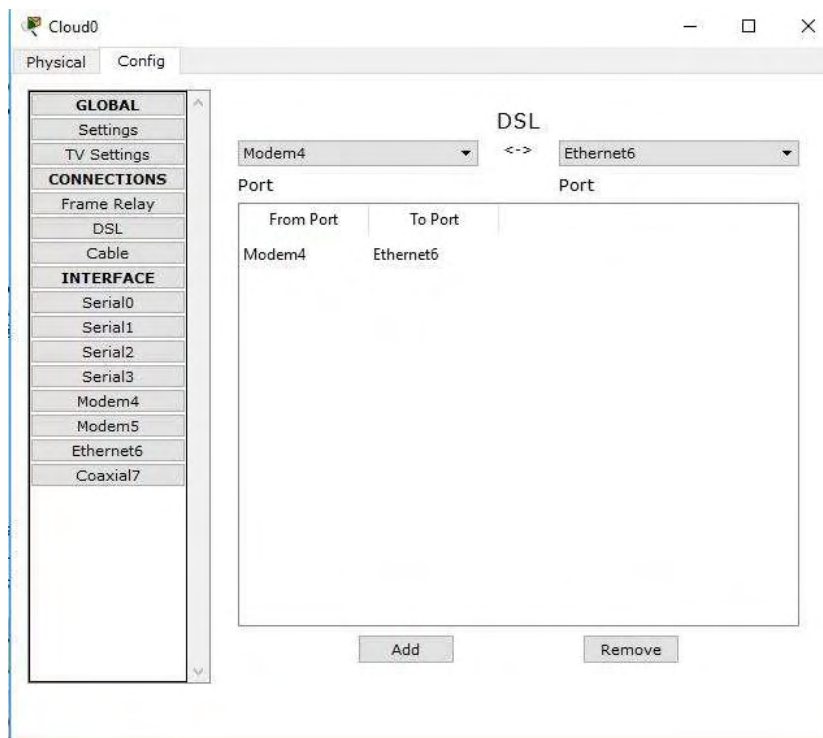 Cloud0
Physical Config
GLOBAL
Settings
TV Settings
CONNECTIONS
Frame Relay
DSL
Cable
INTERFACE
Serial0
Serial1
Serial2
Serial3
Modem4
Modem5
Ethernet6
Coaxial7
DSL
Modem4 <-> Ethernet6
Port Port
From Port To Port
Modem4 Ethernet6
Add Remove